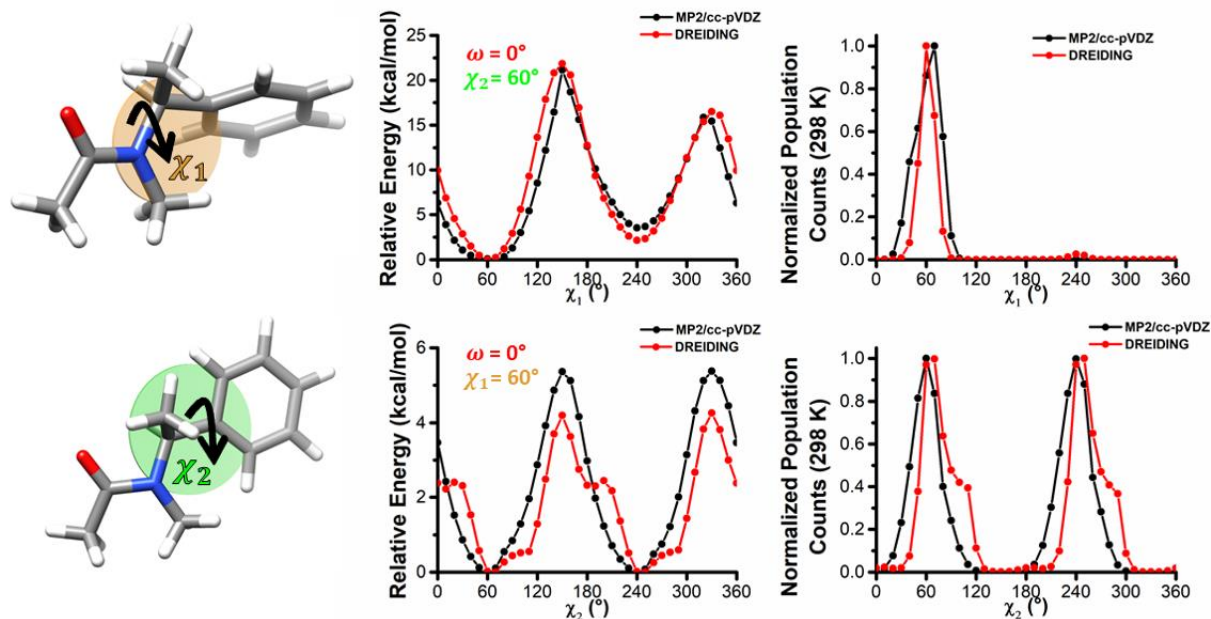 χ₁
Relative Energy (kcal/mol)
25
20
15
10
5
0
ω = 0°
χ₂ = 60°
MP2/cc-pVDZ
DREIDING
0 60 120 180 240 300 360
χ₁ (°)
Normalized Population
Counts (298 K)
1.0
0.8
0.6
0.4
0.2
0.0
MP2/cc-pVDZ
DREIDING
0 60 120 180 240 300 360
χ₁ (°)
χ₂
Relative Energy (kcal/mol)
6
4
2
0
ω = 0°
χ₁ = 60°
MP2/cc-pVDZ
DREIDING
0 60 120 180 240 300 360
χ₂ (°)
Normalized Population
Counts (298 K)
1.0
0.8
0.6
0.4
0.2
0.0
MP2/cc-pVDZ
DREIDING
0 60 120 180 240 300 360
χ₂ (°)